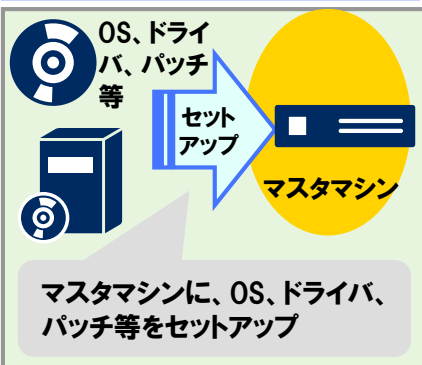 OS、ドライ
バ、パッチ
等
セット
アップ
マスタマシン
マスタマシンに、OS、ドライバ、
パッチ等をセットアップ